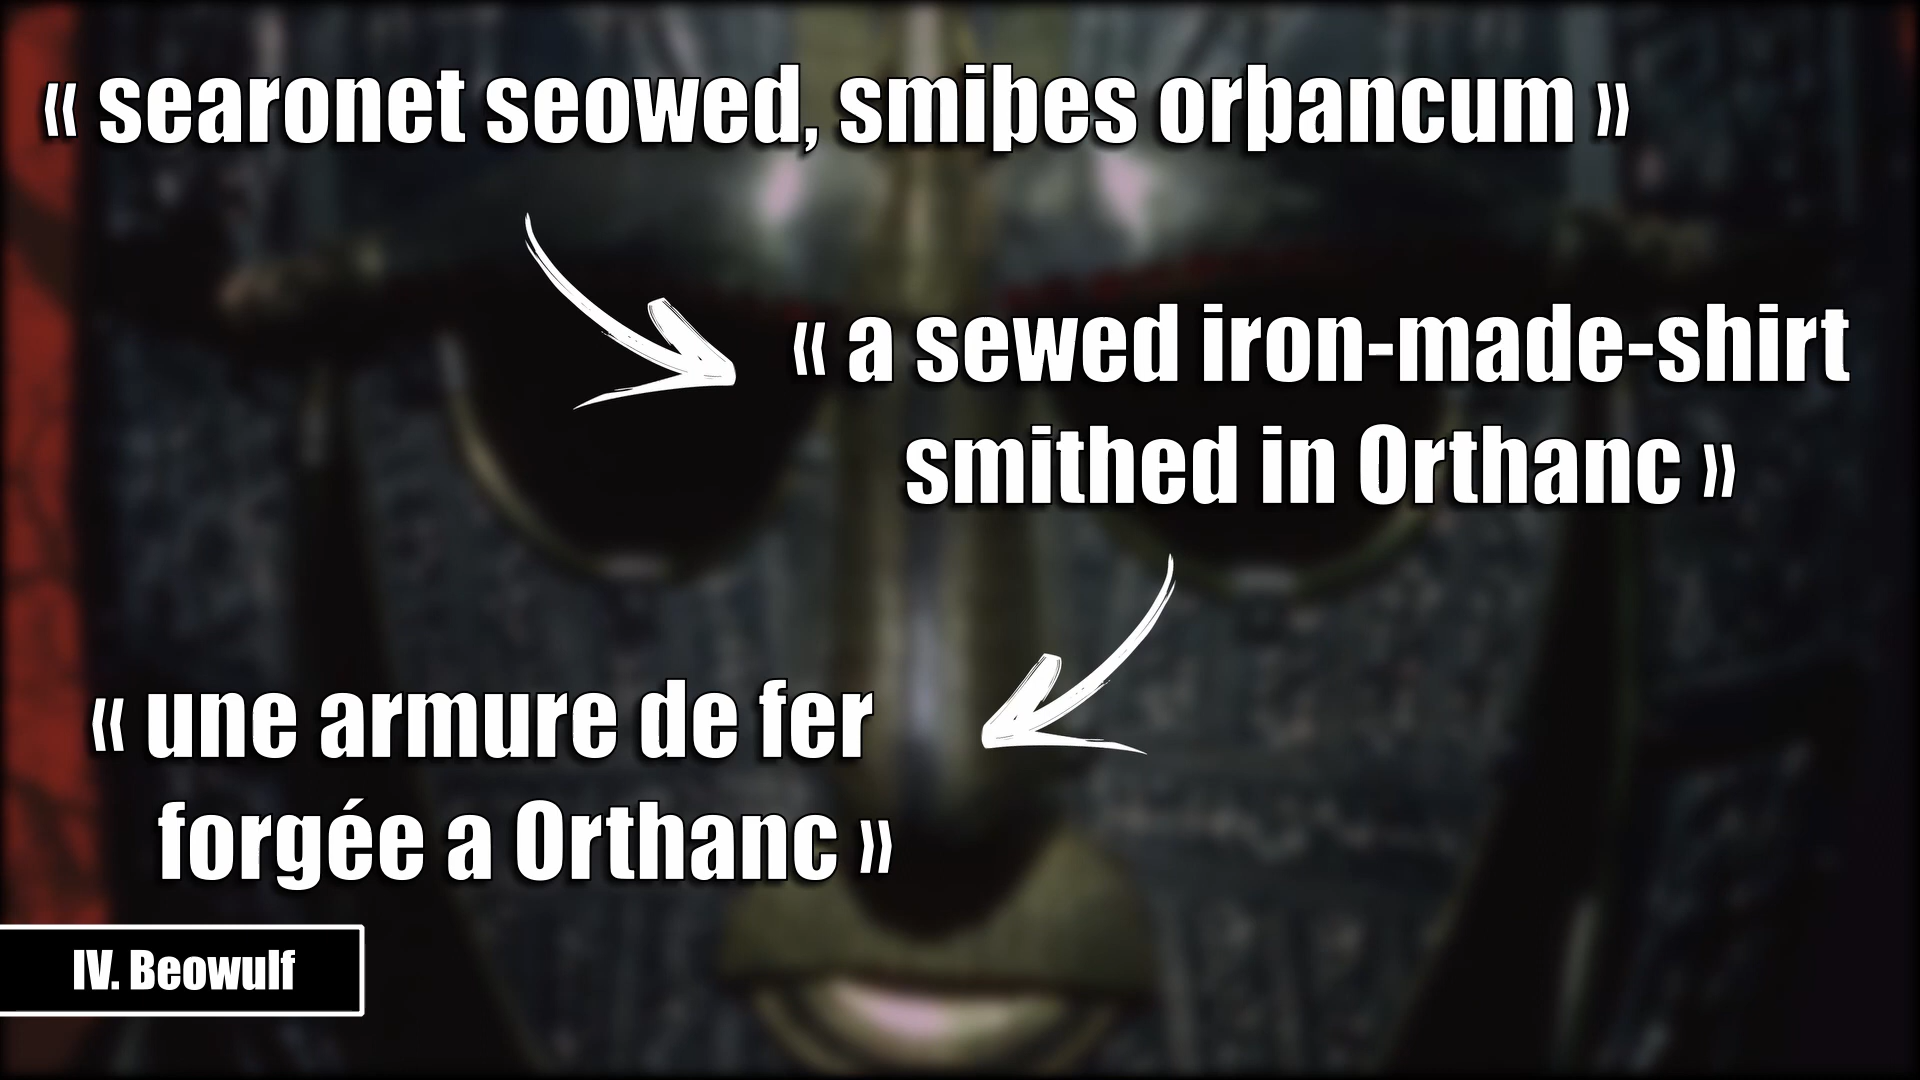 « searonet seowed, smiþes orþancum »
« a sewed iron-made-shirt
smithed in Orthanc »
« une armure de fer
forgée a Orthanc »
IV. Beowulf